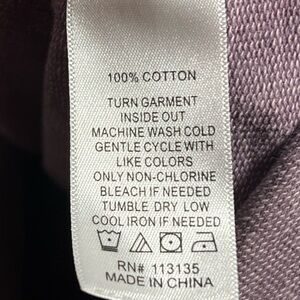 100% COTTON
TURN GARMENT
INSIDE OUT
MACHINE WASH COLD
GENTLE CYCLE WITH
LIKE COLORS
ONLY NON-CHLORINE
BLEACH IF NEEDED
TUMBLE DRY LOW
COOL IRON IF NEEDED
RN# 113135
MADE IN CHINA